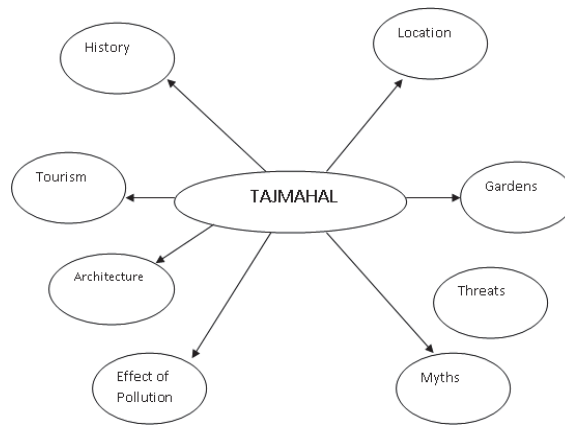 History
Location
Tourism
TAJMAHAL
Gardens
Architecture
Threats
Effect of
Pollution
Myths